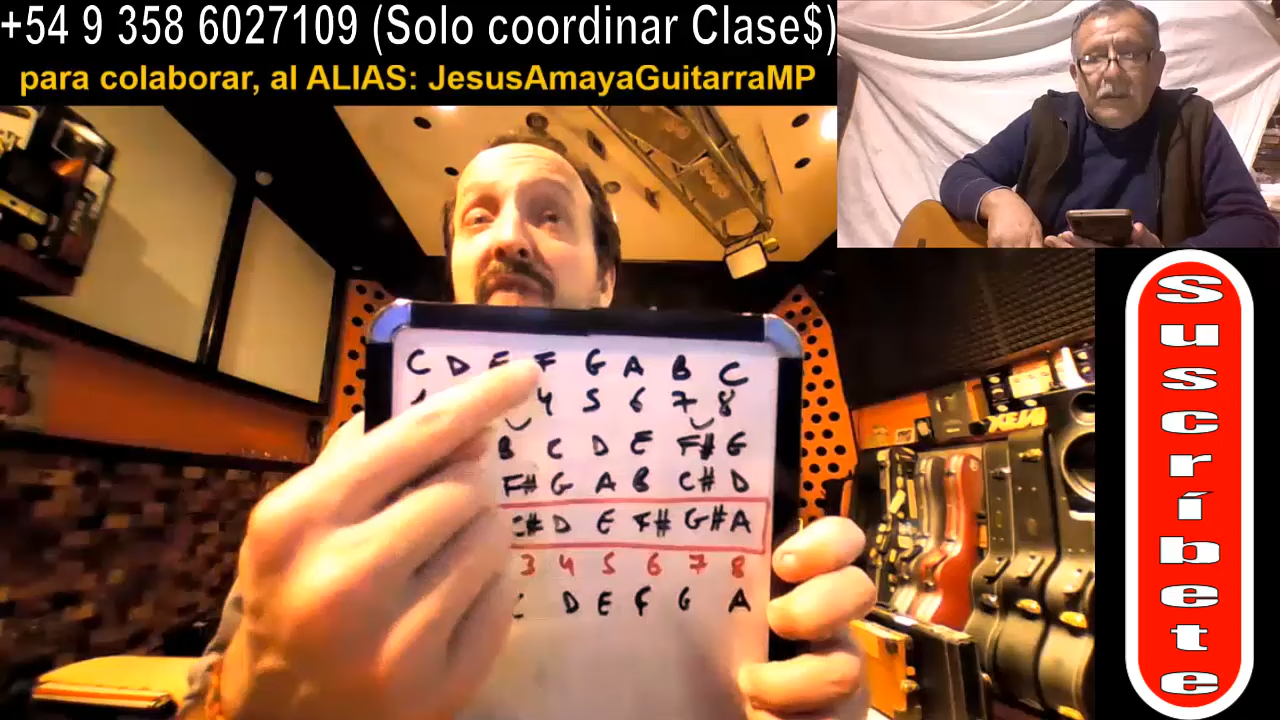 +54 9 358 6027109 (Solo coordinar Clase$)
para colaborar, al ALIAS: JesusAmayaGuitarraMP
C D E F G A B C
4 5 6 7 8
B C D E F# G
F# G A B C# D
C# D E F# G# A
3 4 5 6 7 8
D E F G A
Suscríbete